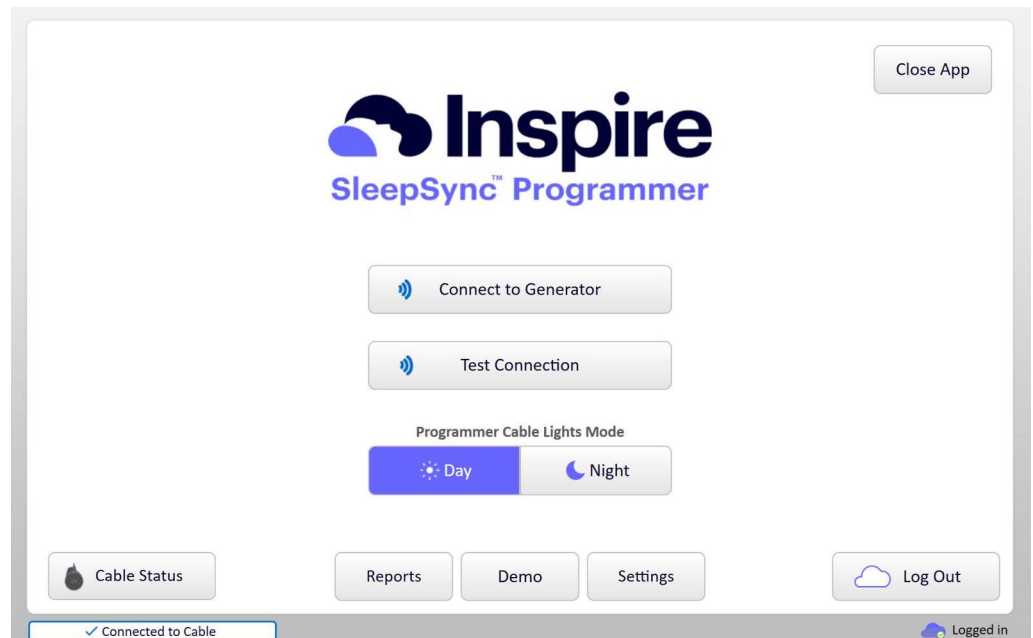 Close App
Inspire
SleepSync™ Programmer
Connect to Generator
Test Connection
Programmer Cable Lights Mode
Day Night
Cable Status Reports Demo Settings Log Out
Connected to Cable Logged in